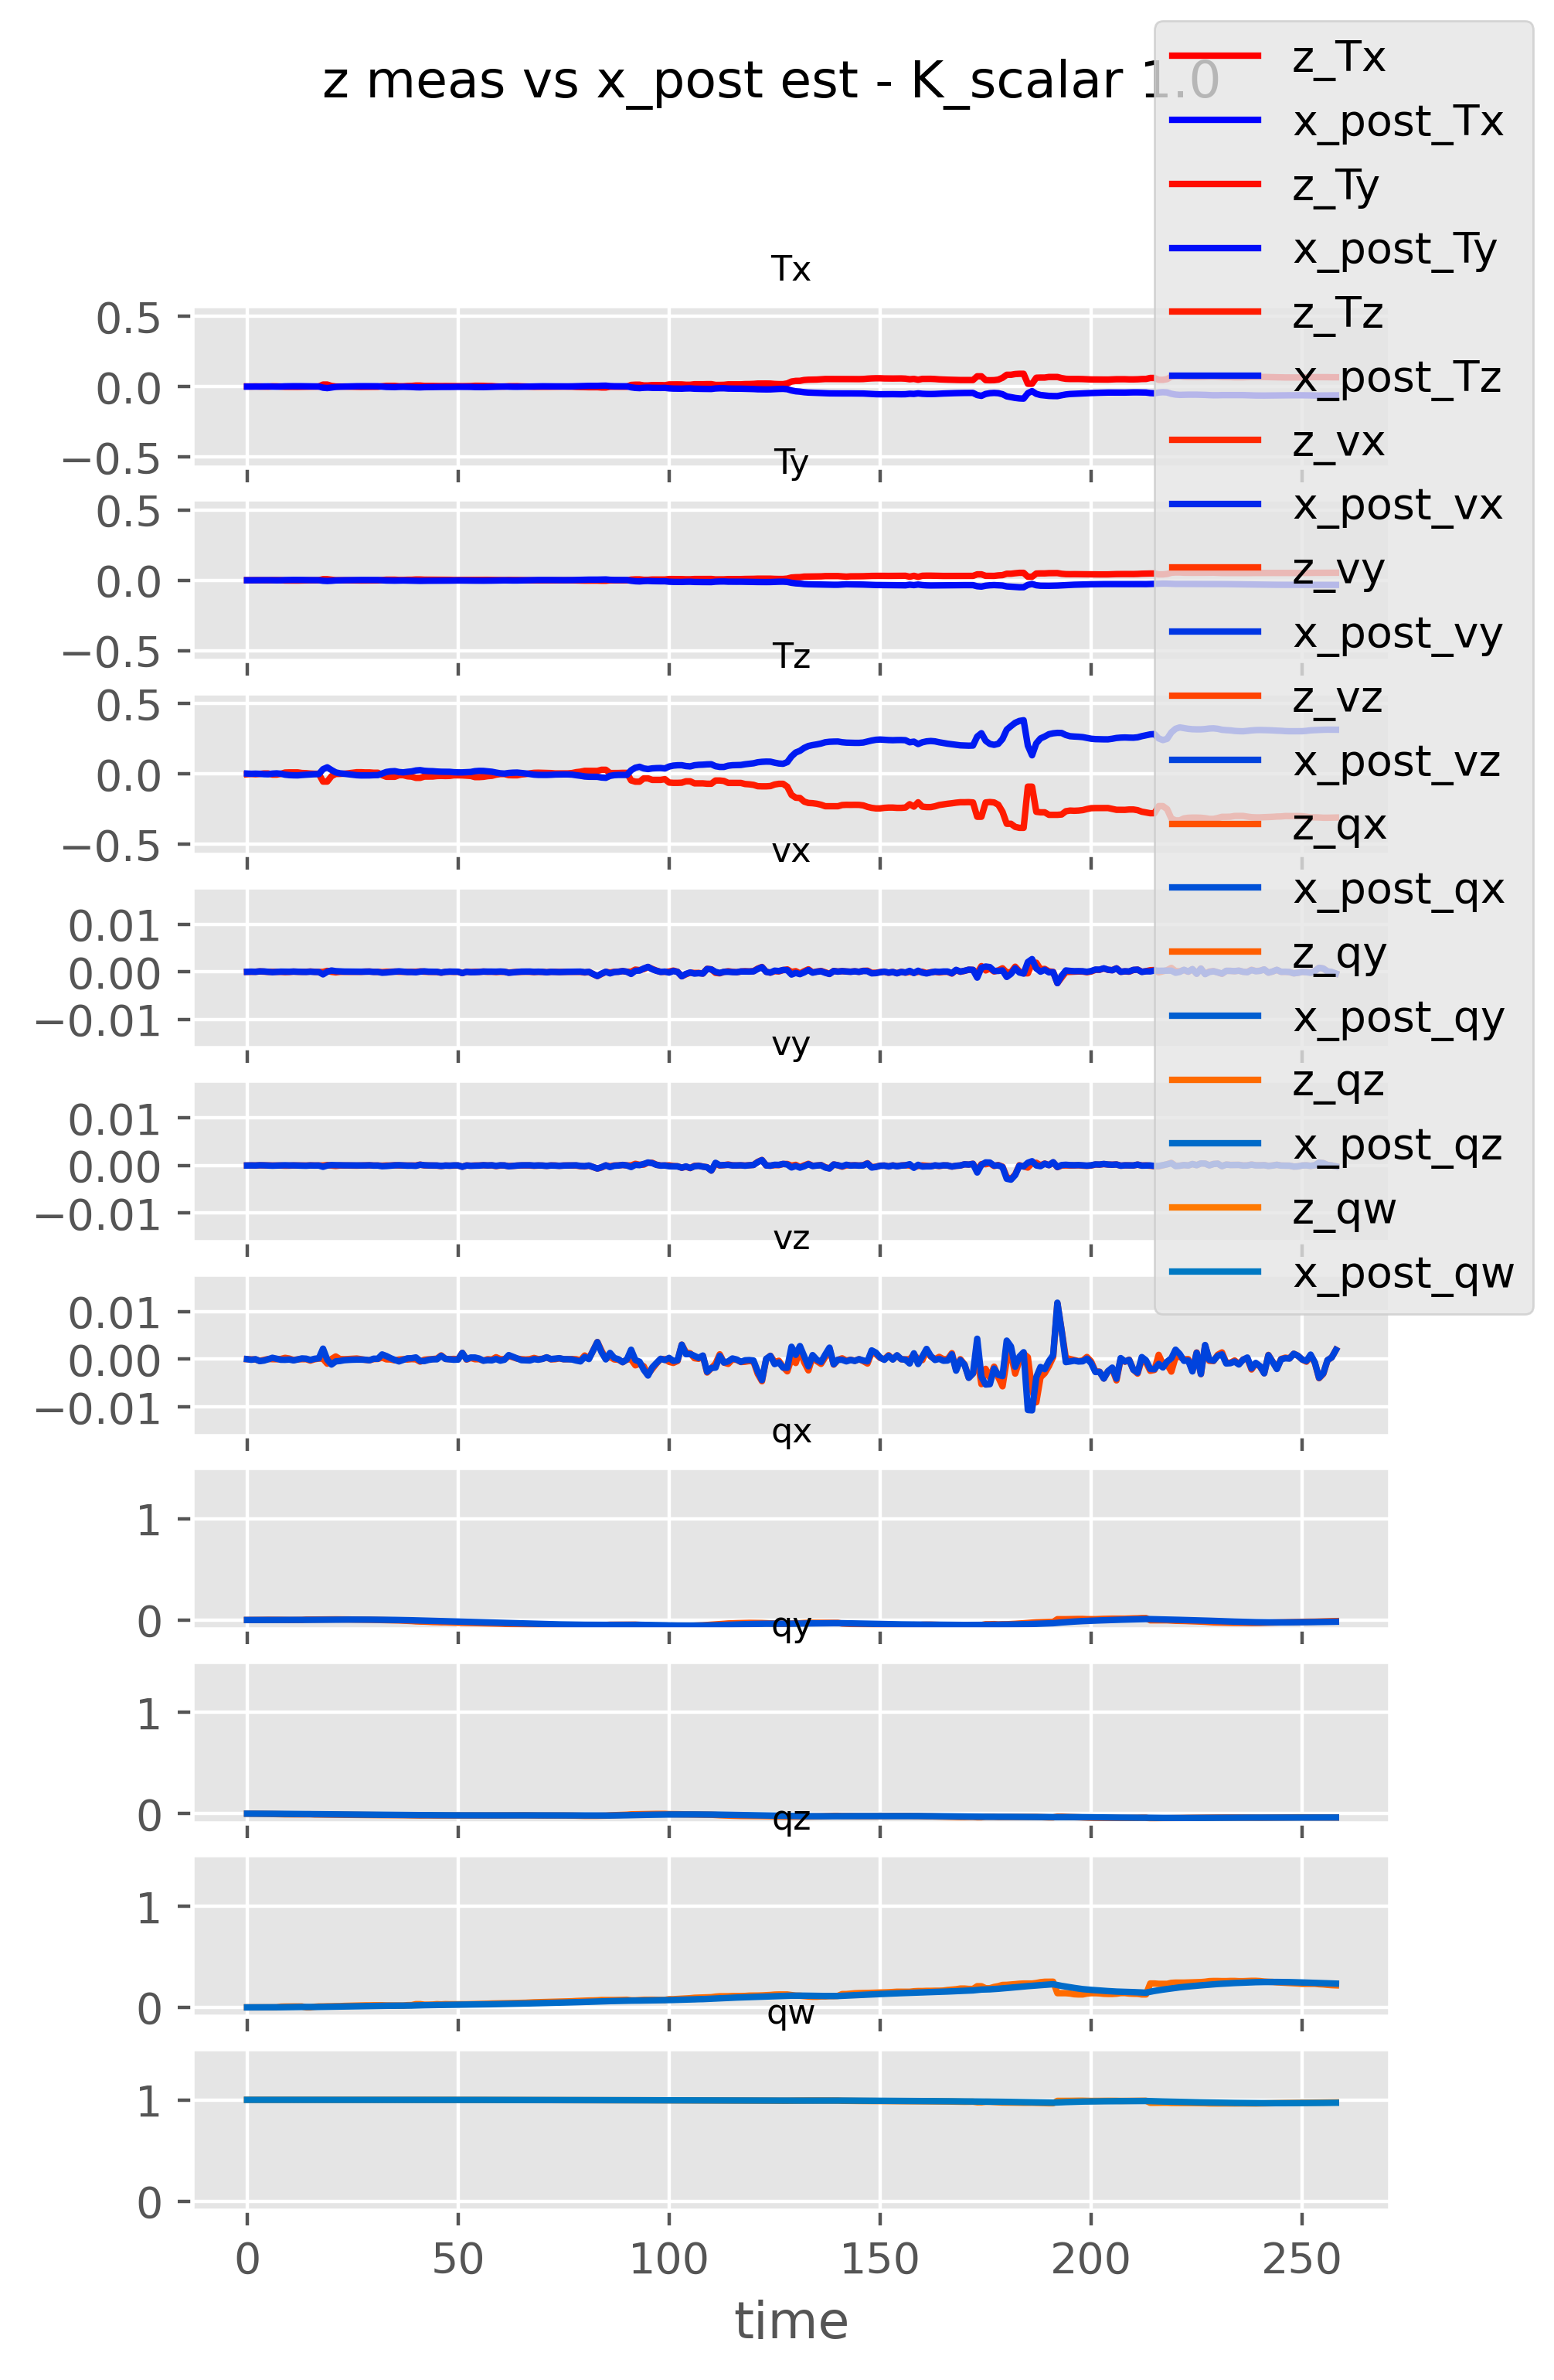 z meas vs x_post est - K_scalar 1.0
z_Tx
x_post_Tx
z_Ty
x_post_Ty
z_Tz
x_post_Tz
z_vx
x_post_vx
z_vy
x_post_vy
z_vz
x_post_vz
z_qx
x_post_qx
z_qy
x_post_qy
z_qz
x_post_qz
z_qw
x_post_qw
Tx
0.5
0.0
−0.5
Ty
0.5
0.0
−0.5
Tz
0.5
0.0
−0.5
vx
0.01
0.00
−0.01
vy
0.01
0.00
−0.01
vz
0.01
0.00
−0.01
qx
1
0
qy
1
0
qz
1
0
qw
1
0
0 50 100 150 200 250
time